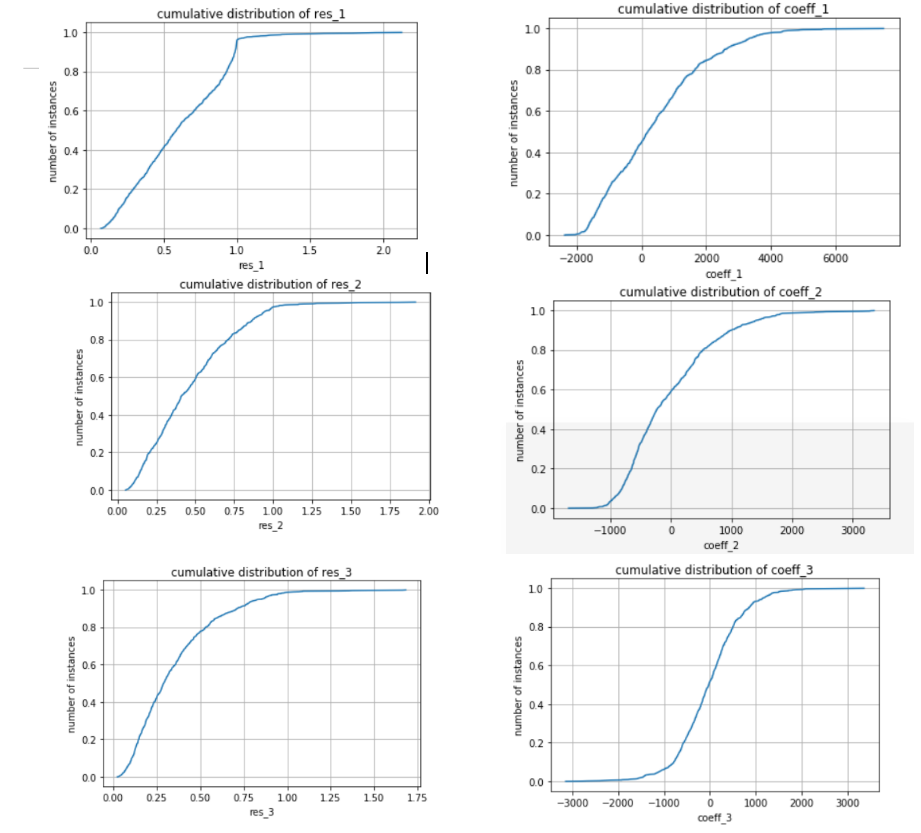 cumulative distribution of res_1
number of instances
1.0
0.8
0.6
0.4
0.2
0.0
0.0 0.5 1.0 1.5 2.0
res_1
cumulative distribution of coeff_1
number of instances
1.0
0.8
0.6
0.4
0.2
0.0
−2000 0 2000 4000 6000
coeff_1
cumulative distribution of res_2
number of instances
1.0
0.8
0.6
0.4
0.2
0.0
0.00 0.25 0.50 0.75 1.00 1.25 1.50 1.75 2.00
res_2
cumulative distribution of coeff_2
number of instances
1.0
0.8
0.6
0.4
0.2
0.0
−1000 0 1000 2000 3000
coeff_2
cumulative distribution of res_3
number of instances
1.0
0.8
0.6
0.4
0.2
0.0
0.00 0.25 0.50 0.75 1.00 1.25 1.50 1.75
res_3
cumulative distribution of coeff_3
number of instances
1.0
0.8
0.6
0.4
0.2
0.0
−3000 −2000 −1000 0 1000 2000 3000
coeff_3